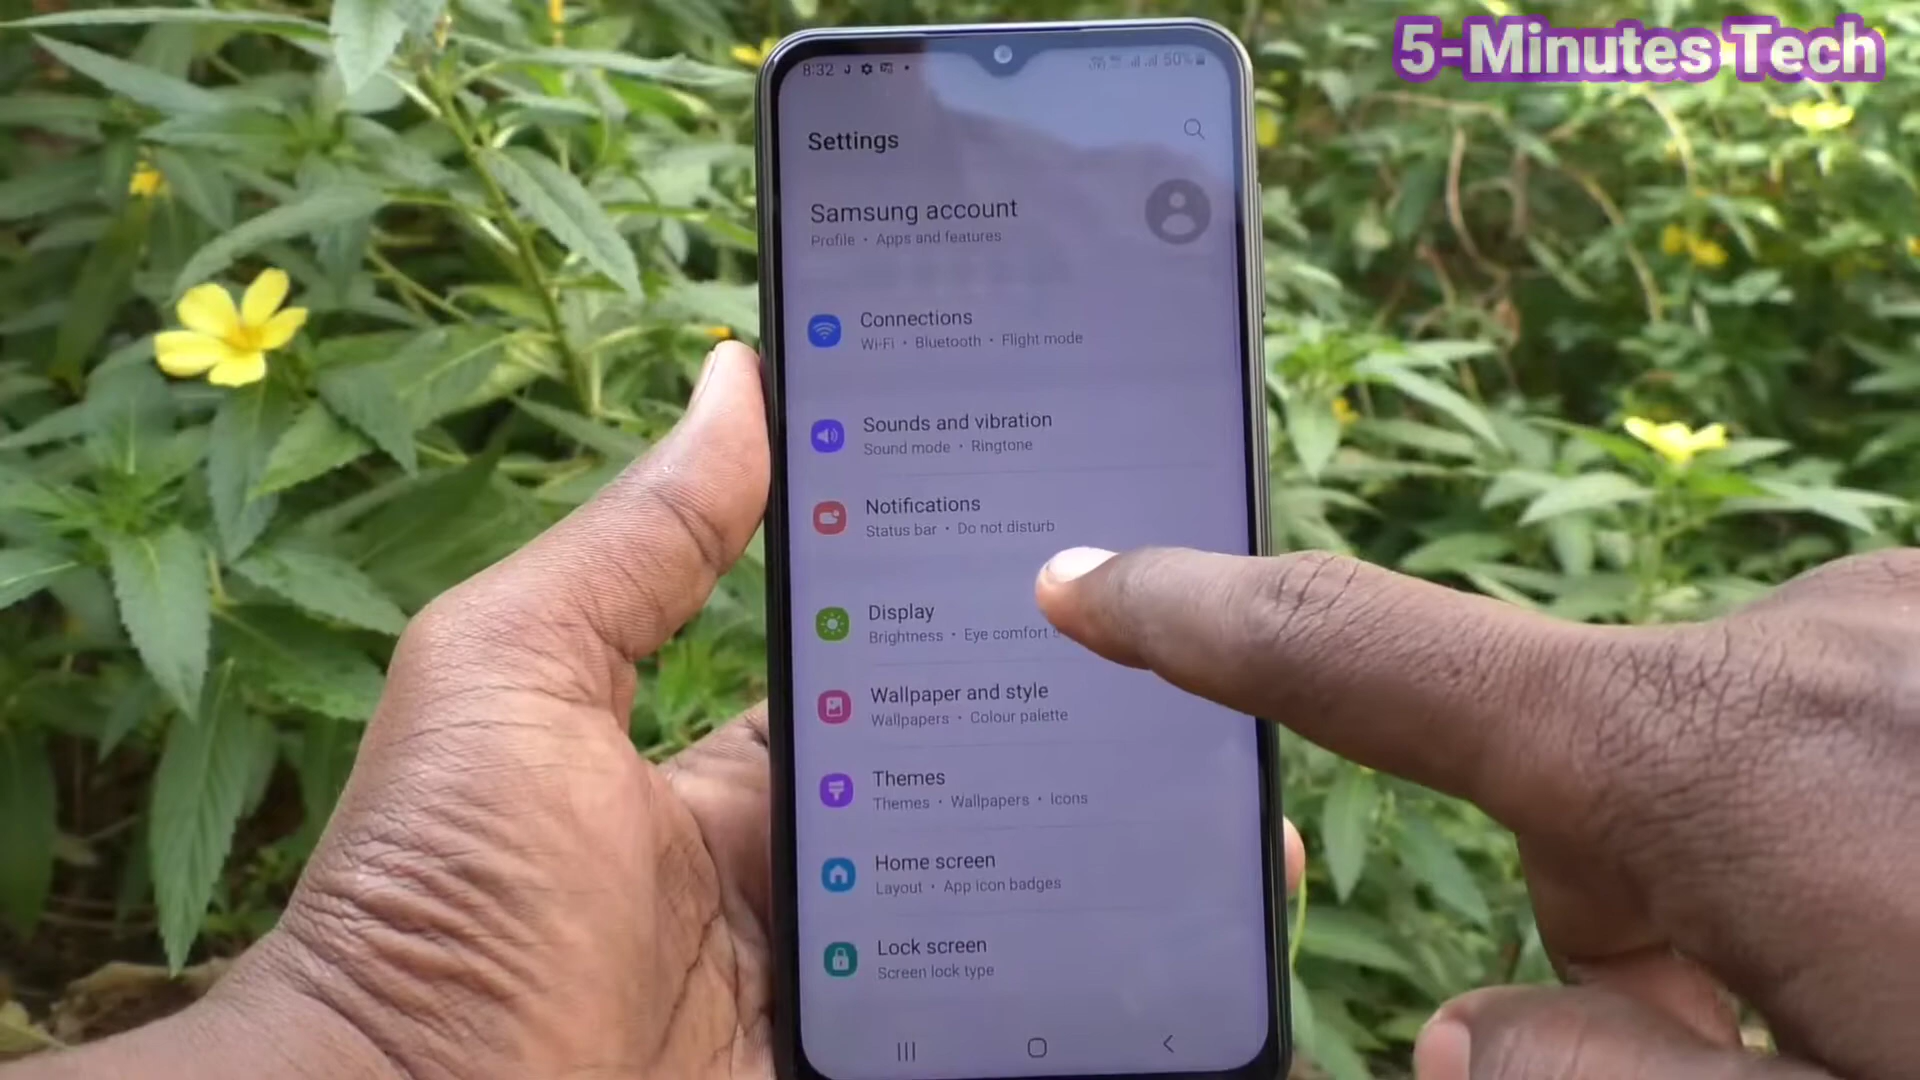 5-Minutes Tech
8:32
50%
Settings
Samsung account
Profile • Apps and features
Connections
Wi-Fi • Bluetooth • Flight mode
Sounds and vibration
Sound mode • Ringtone
Notifications
Status bar • Do not disturb
Display
Brightness • Eye comfort
Wallpaper and style
Wallpapers • Colour palette
Themes
Themes • Wallpapers • Icons
Home screen
Layout • App icon badges
Lock screen
Screen lock type